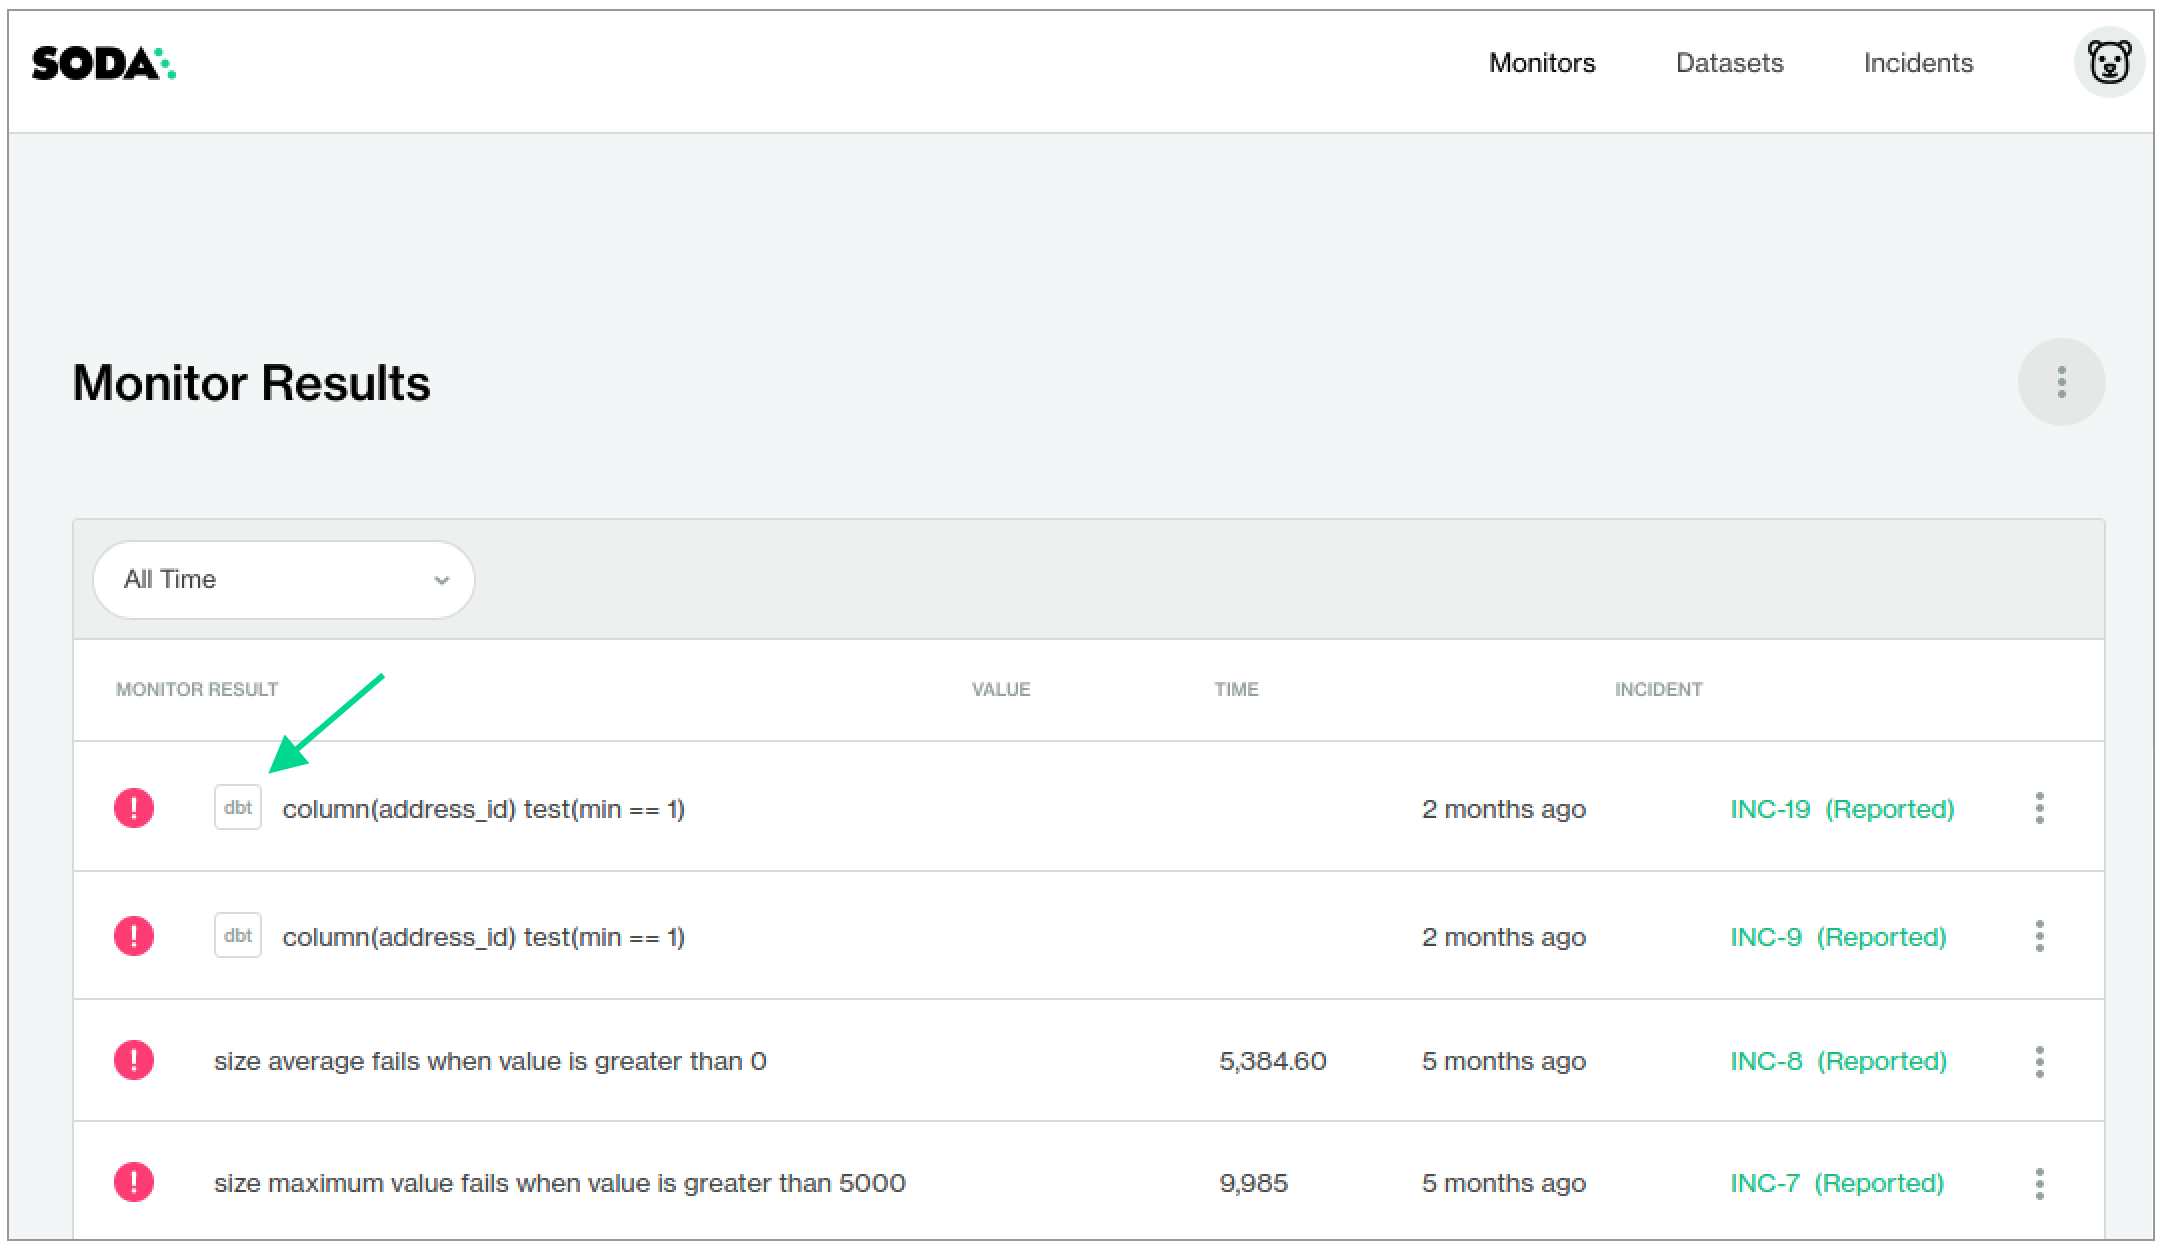 SODA
Monitors Datasets Incidents
Monitor Results
All Time
MONITOR RESULT VALUE TIME INCIDENT
dbt column(address_id) test(min == 1) 2 months ago INC-19 (Reported)
dbt column(address_id) test(min == 1) 2 months ago INC-9 (Reported)
size average fails when value is greater than 0 5,384.60 5 months ago INC-8 (Reported)
size maximum value fails when value is greater than 5000 9,985 5 months ago INC-7 (Reported)